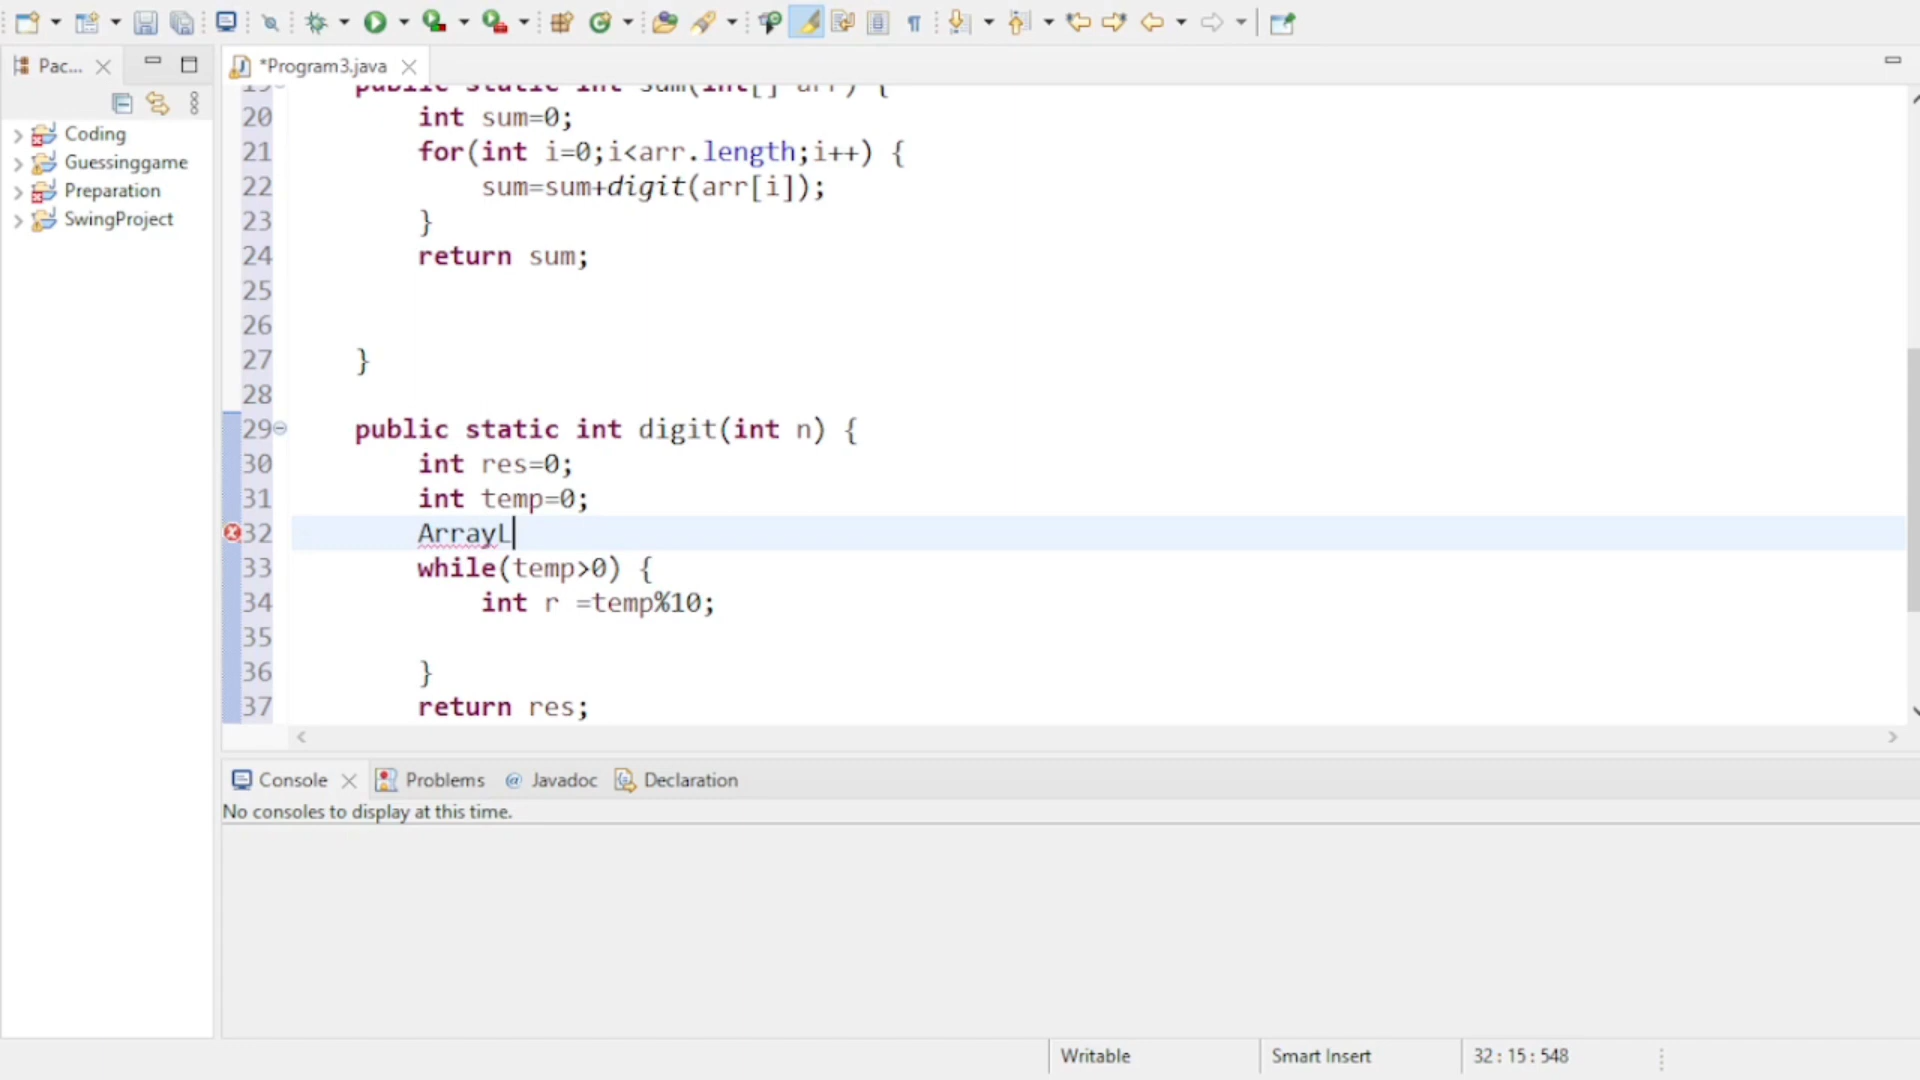 Pac...
*Program3.java
Coding
Guessinggame
Preparation
SwingProject
19 public static int sum(int[] arr) {
20 int sum=0;
21 for(int i=0;i<arr.length;i++) {
22 sum=sum+digit(arr[i]);
23 }
24 return sum;
25
26
27 }
28
29 public static int digit(int n) {
30 int res=0;
31 int temp=0;
32 ArrayL
33 while(temp>0) {
34 int r =temp%10;
35
36 }
37 return res;
Console Problems @ Javadoc Declaration
No consoles to display at this time.
Writable Smart Insert 32 : 15 : 548